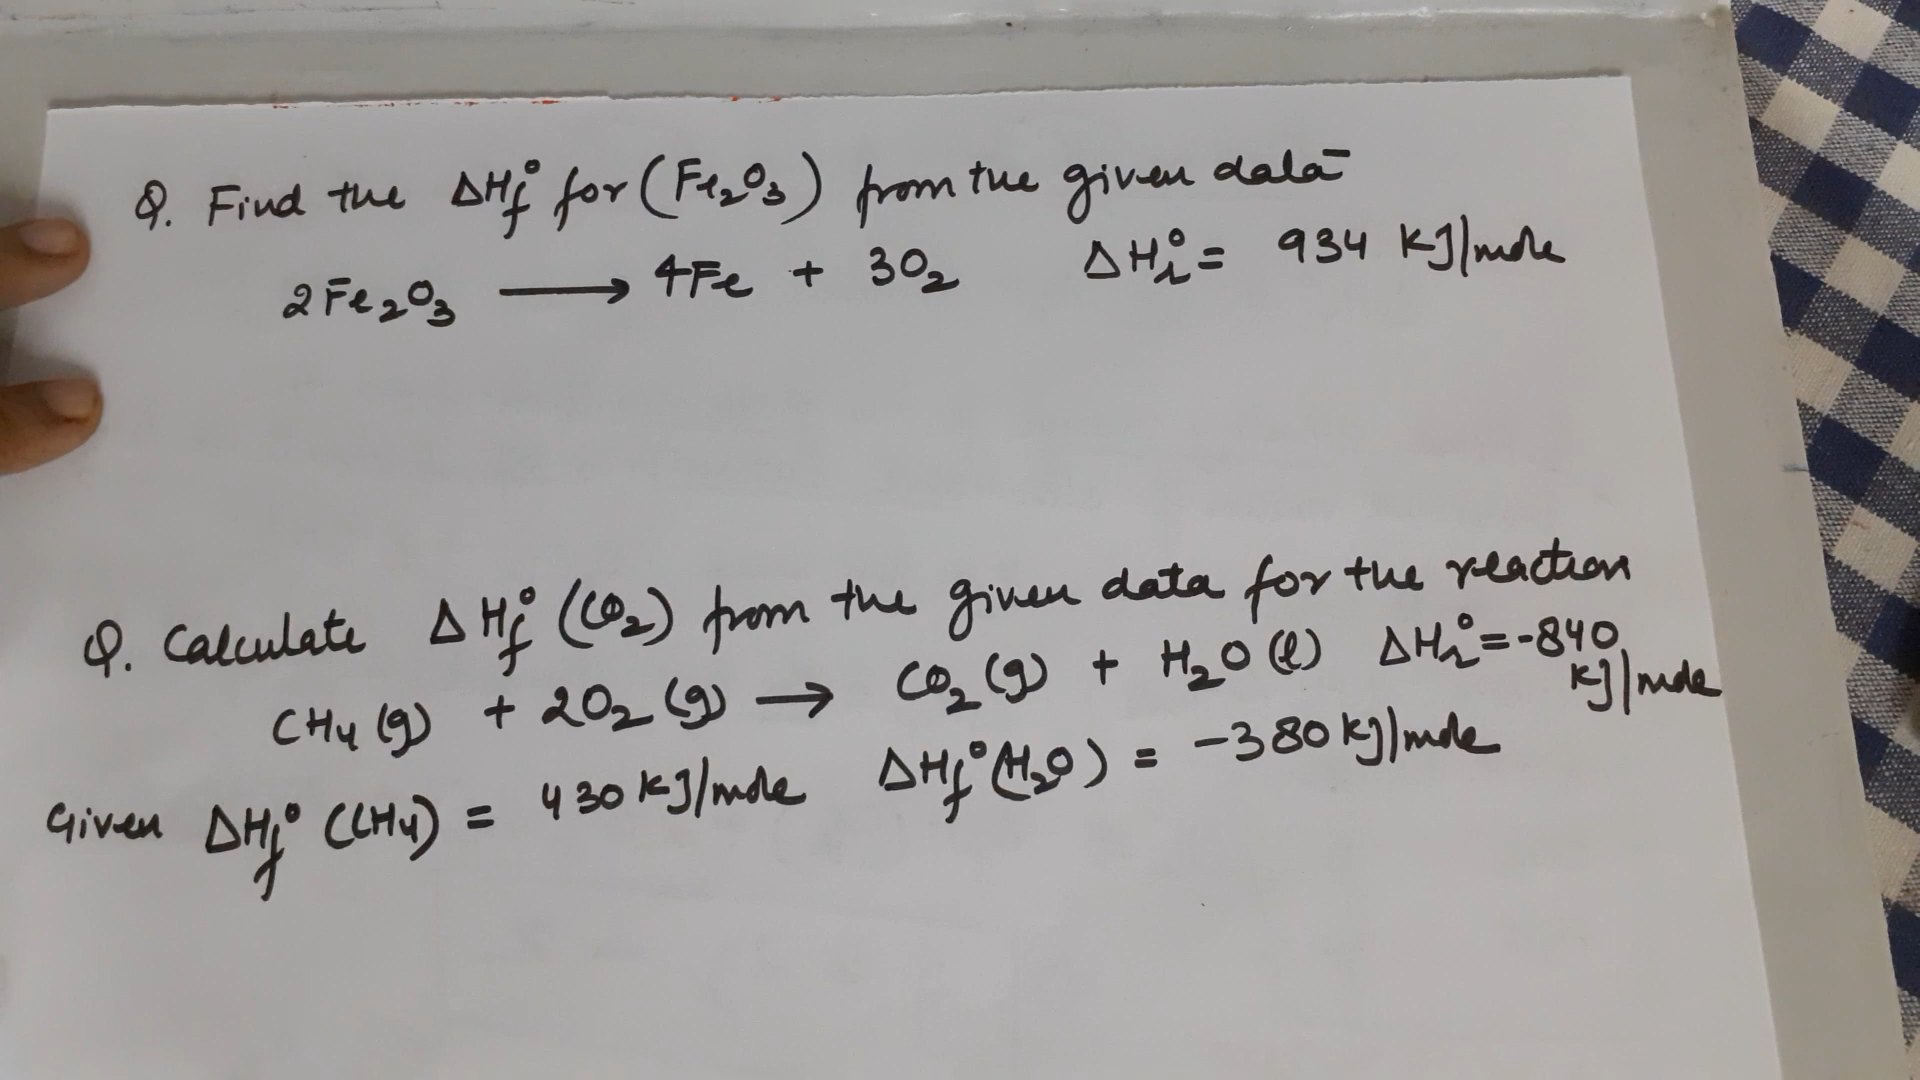 Q. Find the ΔHf° for (Fe₂O₃) from the given data
2Fe₂O₃ ⟶ 4Fe + 3O₂ ΔHr° = 934 KJ/mole
Q. Calculate ΔHf° (CO₂) from the given data for the reaction
CH₄ (g) + 2O₂ (g) → CO₂ (g) + H₂O (l) ΔHr° = -840 KJ/mole
Given ΔHf° (CH₄) = 430 KJ/mole ΔHf° (H₂O) = -380 KJ/mole